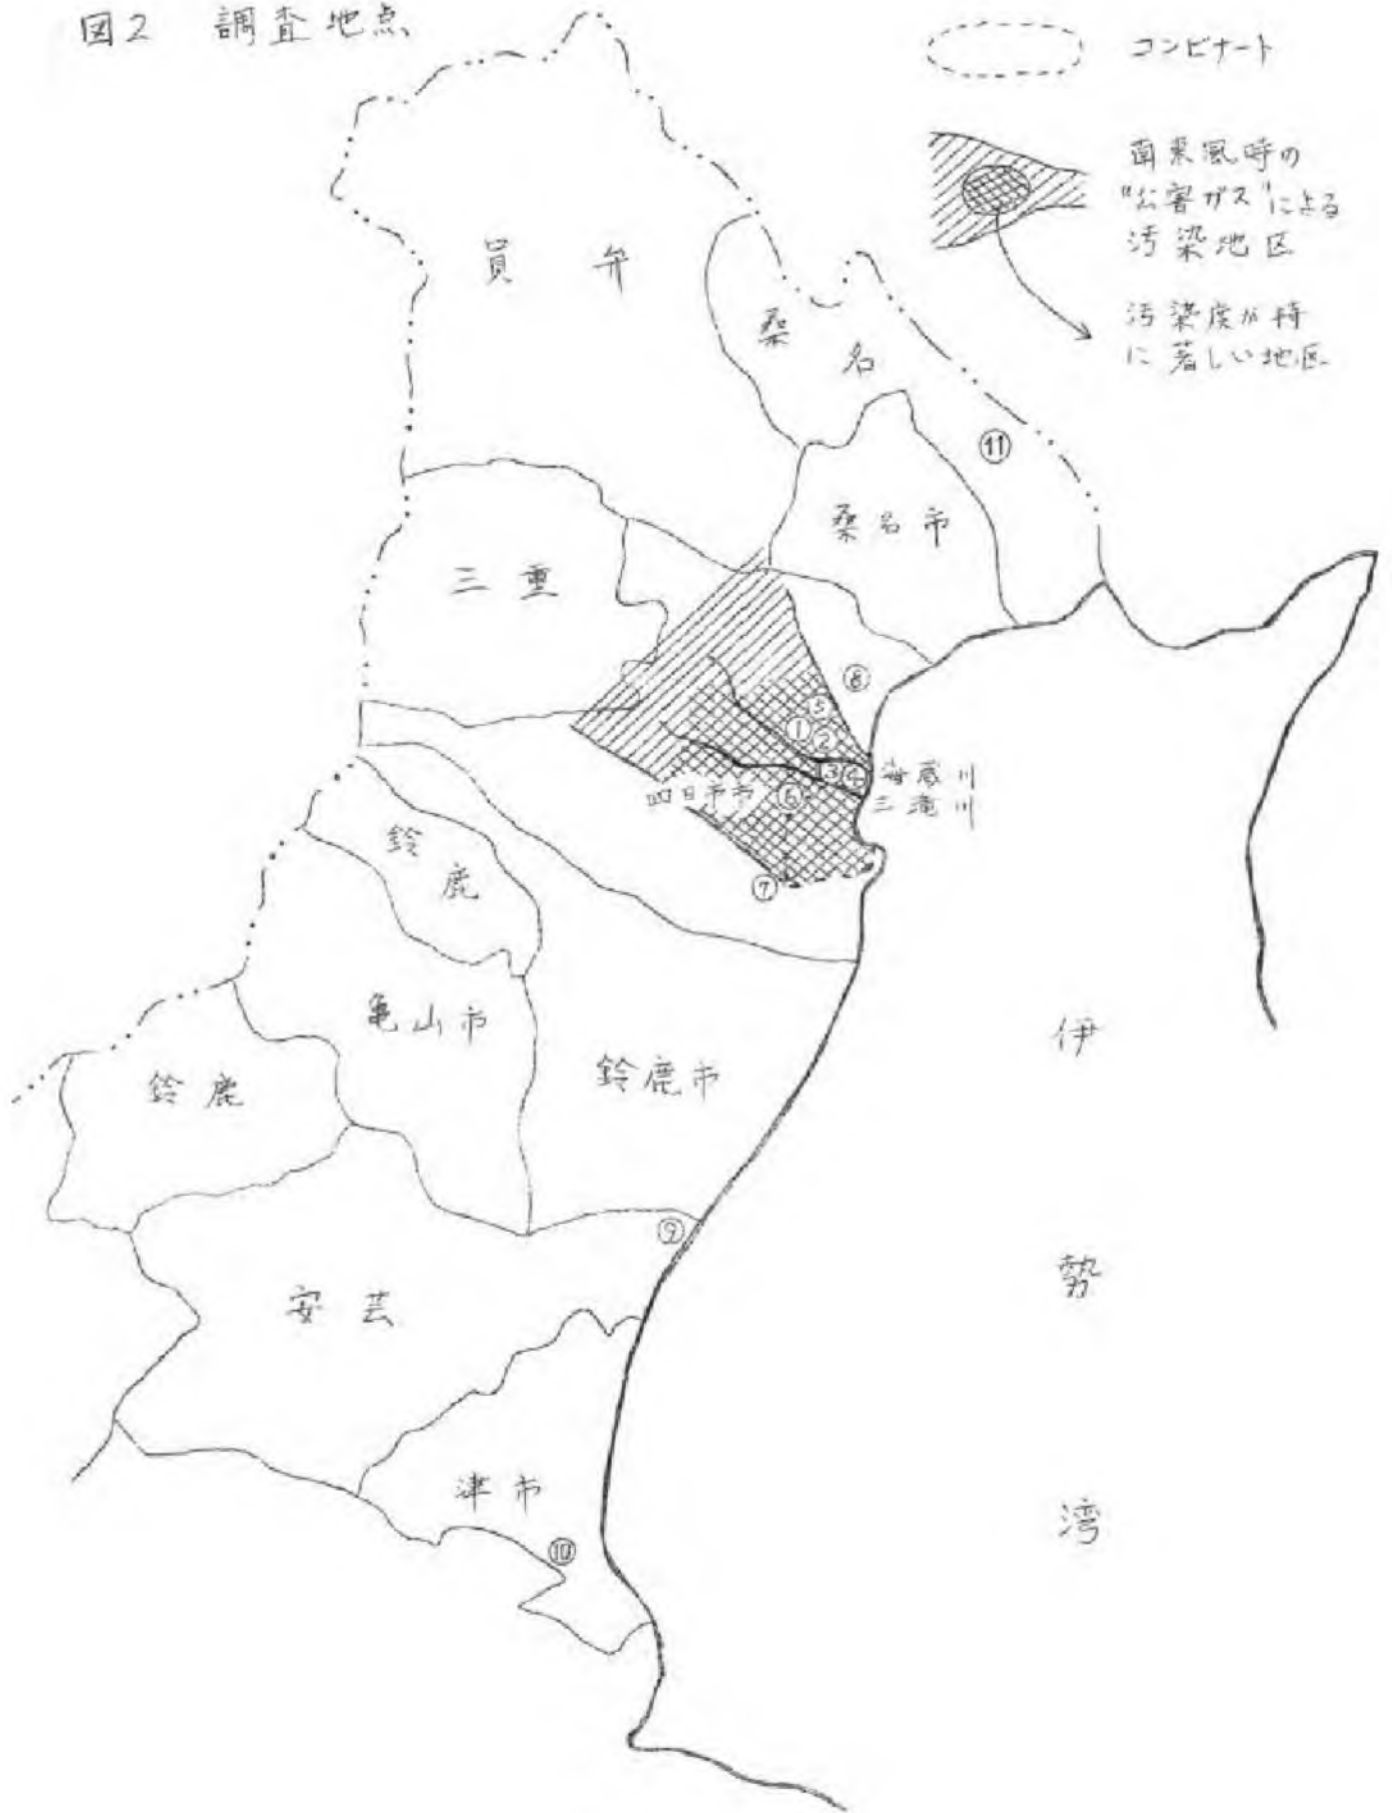 図2 調査地点
コンビナート
南東風時の
"公害ガス"による
汚染地区
汚染度が特
に著しい地区
員弁
桑名
⑪
桑名市
三重
⑧
⑤
①
②
③④
海蔵川
四日市市
⑥
三滝川
⑦
鈴鹿
亀山市
鈴鹿市
鈴鹿
⑨
安芸
津市
⑩
伊
勢
湾